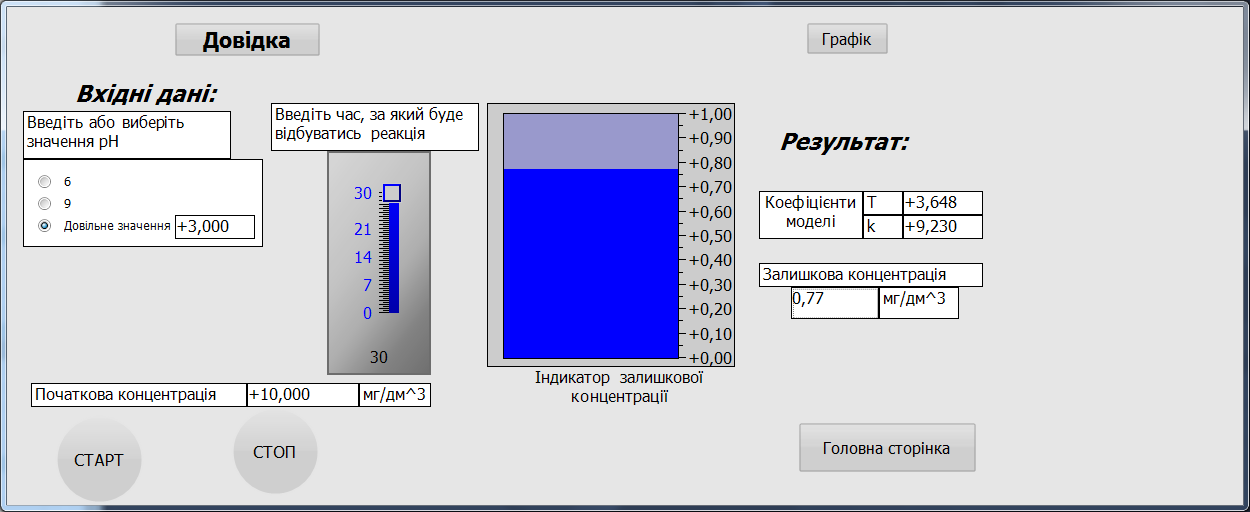 Довідка
Графік
Вхідні дані:
Введіть або виберіть
значення pH
6
9
Довільне значення +3,000
Введіть час, за який буде
відбуватись реакція
30
21
14
7
0
30
+1,00
+0,90
+0,80
+0,70
+0,60
+0,50
+0,40
+0,30
+0,20
+0,10
+0,00
Індикатор залишкової
концентрації
Початкова концентрація +10,000 мг/дм^3
СТАРТ
СТОП
Результат:
Коефіцієнти
моделі
T +3,648
k +9,230
Залишкова концентрація
0,77 мг/дм^3
Головна сторінка